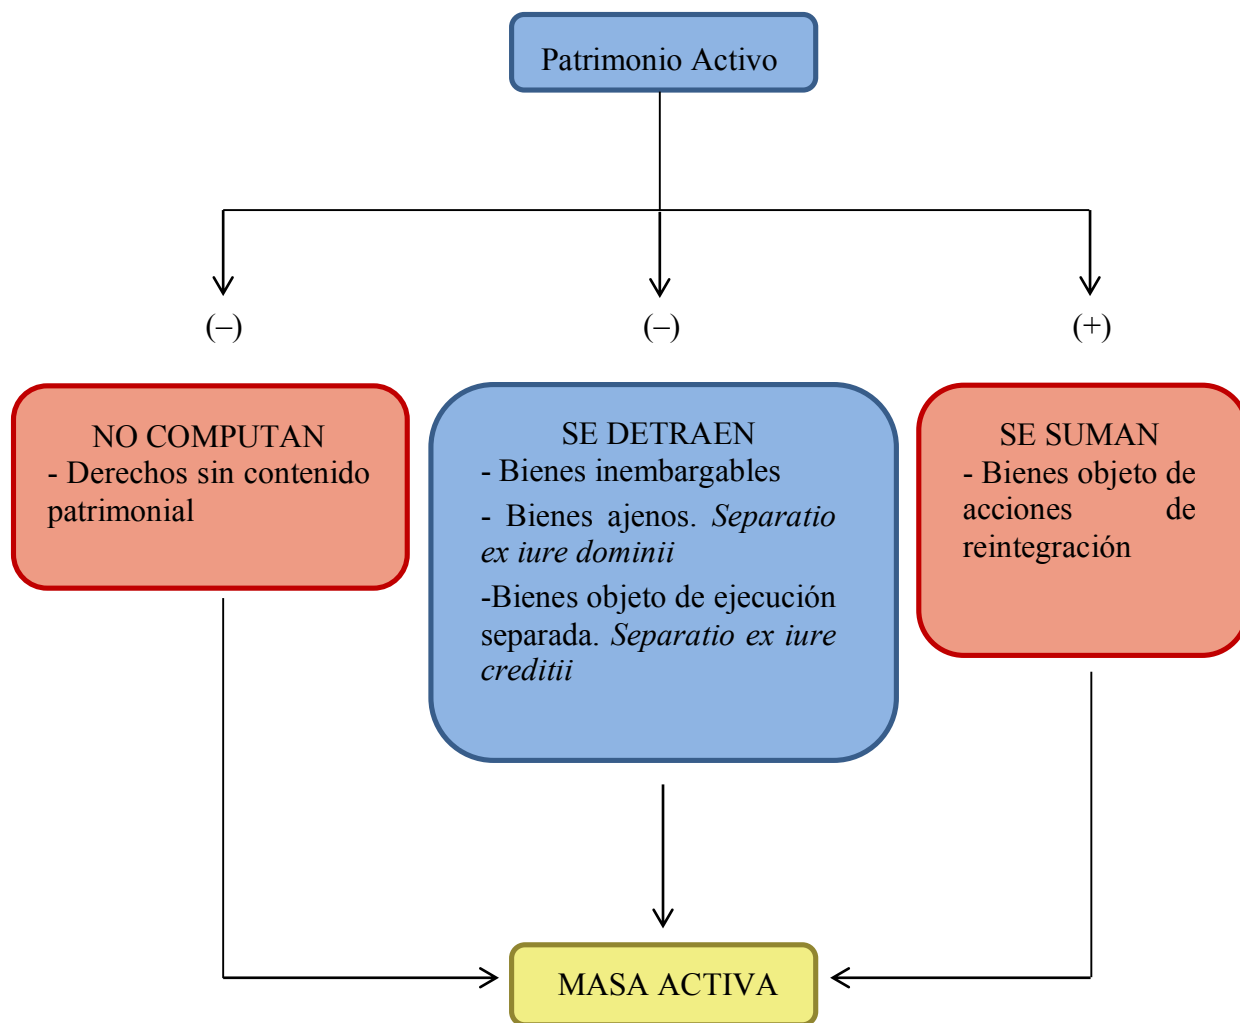 Patrimonio Activo
(–)
(–)
(+)
NO COMPUTAN
- Derechos sin contenido
patrimonial
SE DETRAEN
- Bienes inembargables
- Bienes ajenos. Separatio
ex iure dominii
-Bienes objeto de ejecución
separada. Separatio ex iure
creditii
SE SUMAN
- Bienes objeto de
acciones de
reintegración
MASA ACTIVA